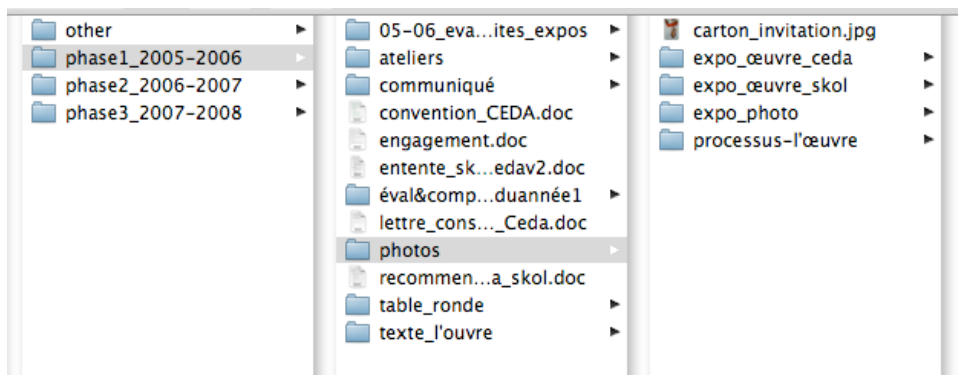 other
phase1_2005-2006
phase2_2006-2007
phase3_2007-2008
05-06_eva...ites_expos
ateliers
communiqué
convention_CEDA.doc
engagement.doc
entente_sk...edav2.doc
éval&comp...duannée1
lettre_cons..._Ceda.doc
photos
recommen...a_skol.doc
table_ronde
texte_l'ouvre
carton_invitation.jpg
expo_œuvre_ceda
expo_œuvre_skol
expo_photo
processus-l'œuvre